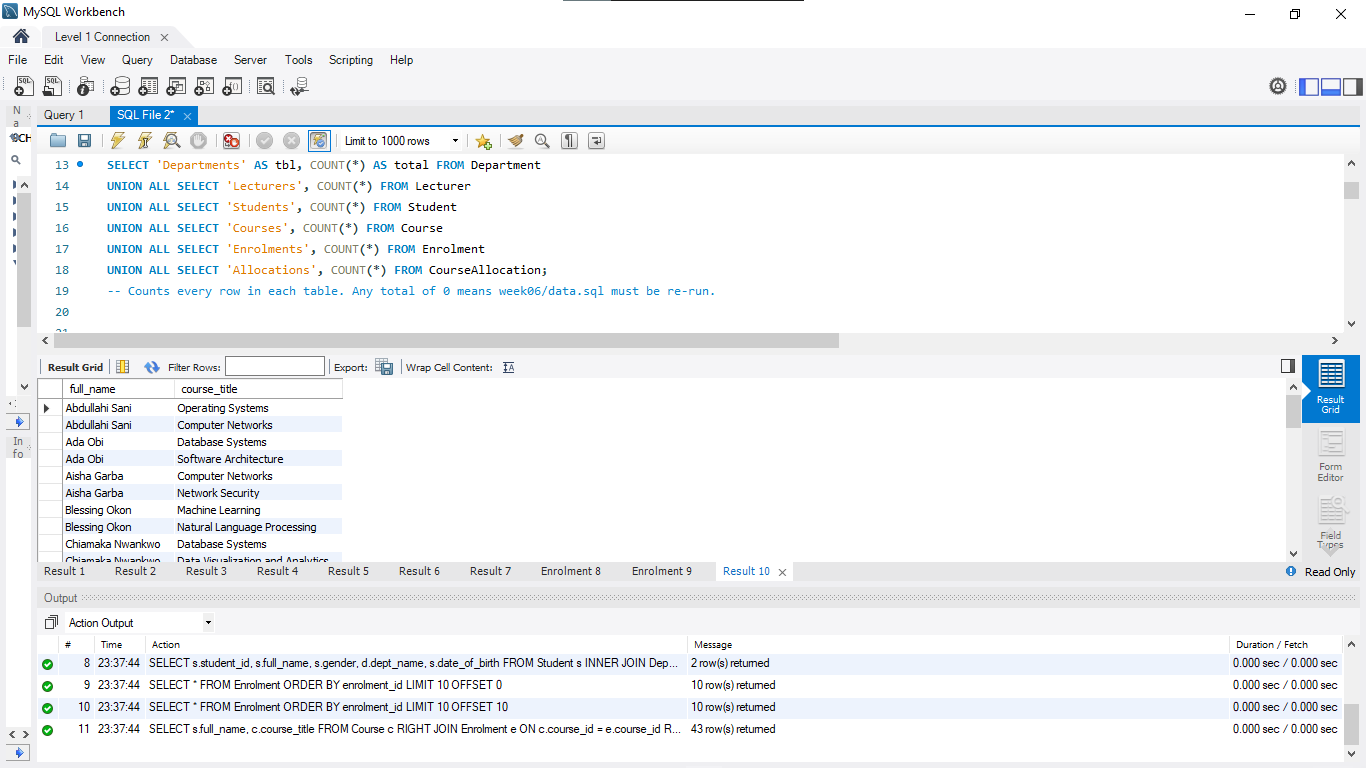 MySQL Workbench
Level 1 Connection
File Edit View Query Database Server Tools Scripting Help
Query 1 SQL File 2*
N
a
CH
Limit to 1000 rows
13 SELECT 'Departments' AS tbl, COUNT(*) AS total FROM Department
14 UNION ALL SELECT 'Lecturers', COUNT(*) FROM Lecturer
15 UNION ALL SELECT 'Students', COUNT(*) FROM Student
16 UNION ALL SELECT 'Courses', COUNT(*) FROM Course
17 UNION ALL SELECT 'Enrolments', COUNT(*) FROM Enrolment
18 UNION ALL SELECT 'Allocations', COUNT(*) FROM CourseAllocation;
19 -- Counts every row in each table. Any total of 0 means week06/data.sql must be re-run.
20
21
Result Grid Filter Rows: Export: Wrap Cell Content:
full_name course_title
Abdullahi Sani Operating Systems
Abdullahi Sani Computer Networks
Ada Obi Database Systems
Ada Obi Software Architecture
Aisha Garba Computer Networks
Aisha Garba Network Security
Blessing Okon Machine Learning
Blessing Okon Natural Language Processing
Chiamaka Nwankwo Database Systems
Chiamaka Nwankwo Data Visualization and Analytics
Result
Grid
Form
Editor
Field
Types
In
fo
Result 1 Result 2 Result 3 Result 4 Result 5 Result 6 Result 7 Enrolment 8 Enrolment 9 Result 10 Read Only
Output
Action Output
# Time Action Message Duration / Fetch
8 23:37:44 SELECT s.student_id, s.full_name, s.gender, d.dept_name, s.date_of_birth FROM Student s INNER JOIN Dep... 2 row(s) returned 0.000 sec / 0.000 sec
9 23:37:44 SELECT * FROM Enrolment ORDER BY enrolment_id LIMIT 10 OFFSET 0 10 row(s) returned 0.000 sec / 0.000 sec
10 23:37:44 SELECT * FROM Enrolment ORDER BY enrolment_id LIMIT 10 OFFSET 10 10 row(s) returned 0.000 sec / 0.000 sec
11 23:37:44 SELECT s.full_name, c.course_title FROM Course c RIGHT JOIN Enrolment e ON c.course_id = e.course_id R... 43 row(s) returned 0.000 sec / 0.000 sec